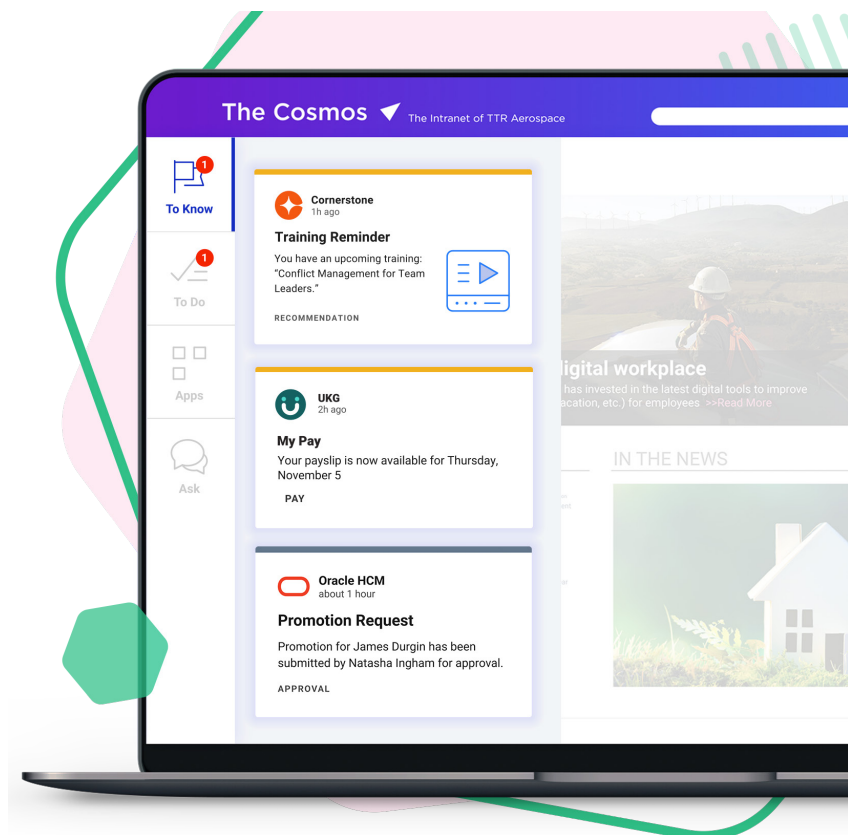 The Cosmos
The Intranet of TTR Aerospace
1
To Know
1
To Do
Apps
Ask
Cornerstone
1h ago
Training Reminder
You have an upcoming training:
“Conflict Management for Team
Leaders.”
RECOMMENDATION
UKG
2h ago
My Pay
Your payslip is now available for Thursday,
November 5
PAY
Oracle HCM
about 1 hour
Promotion Request
Promotion for James Durgin has been
submitted by Natasha Ingham for approval.
APPROVAL
digital workplace
has invested in the latest digital tools to improve
etc.) for employees >>Read More
IN THE NEWS